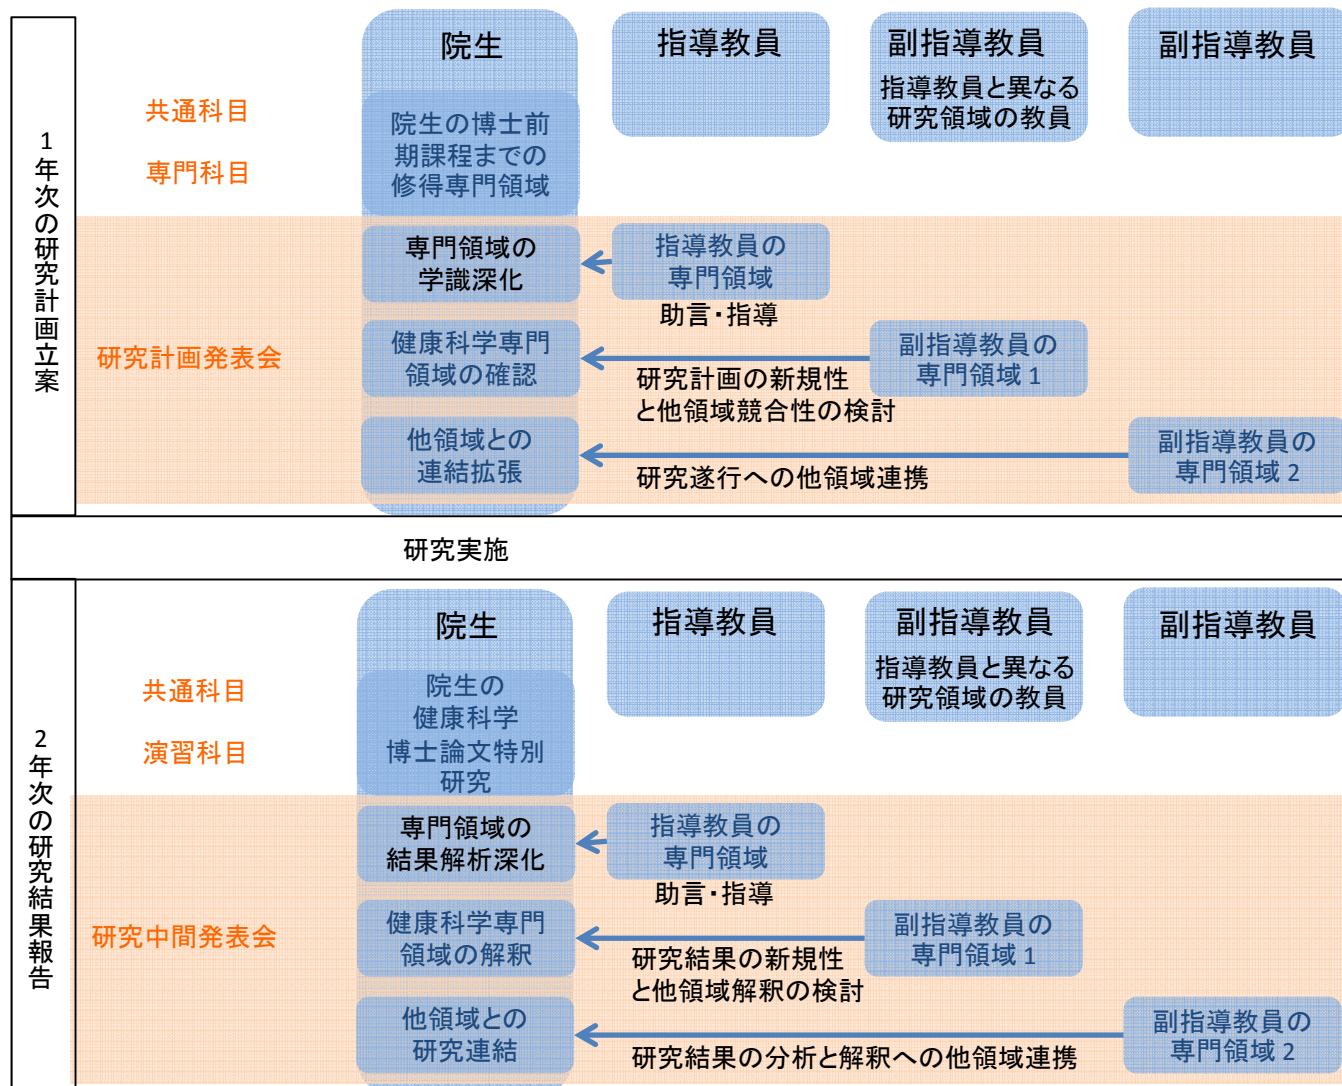 1年次の研究計画立案
共通科目
専門科目
研究計画発表会
院生
院生の博士前
期課程までの
修得専門領域
指導教員
副指導教員
指導教員と異なる
研究領域の教員
副指導教員
専門領域の
学識深化
指導教員の
専門領域
助言・指導
健康科学専門
領域の確認
副指導教員の
専門領域 1
研究計画の新規性
と他領域競合性の検討
他領域との
連結拡張
副指導教員の
専門領域 2
研究遂行への他領域連携
研究実施
2年次の研究結果報告
共通科目
演習科目
研究中間発表会
院生
院生の
健康科学
博士論文特別
研究
指導教員
副指導教員
指導教員と異なる
研究領域の教員
副指導教員
専門領域の
結果解析深化
指導教員の
専門領域
助言・指導
健康科学専門
領域の解釈
副指導教員の
専門領域 1
研究結果の新規性
と他領域解釈の検討
他領域との
研究連結
副指導教員の
専門領域 2
研究結果の分析と解釈への他領域連携